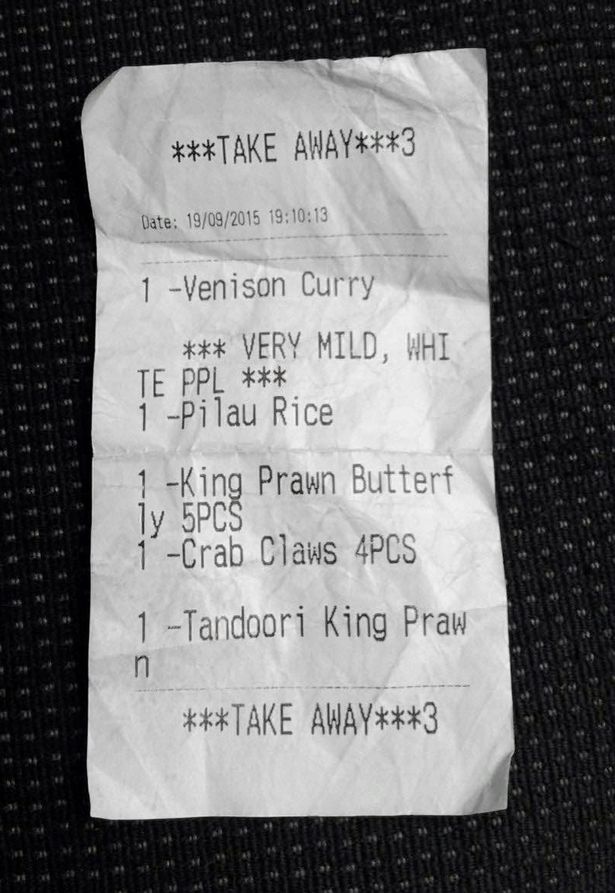 ***TAKE AWAY***3
Date: 19/09/2015 19:10:13
1 -Venison Curry
*** VERY MILD, WHI
TE PPL ***
1 -Pilau Rice
1 -King Prawn Butterf
ly 5PCS
1 -Crab Claws 4PCS
1 -Tandoori King Praw
n
***TAKE AWAY***3